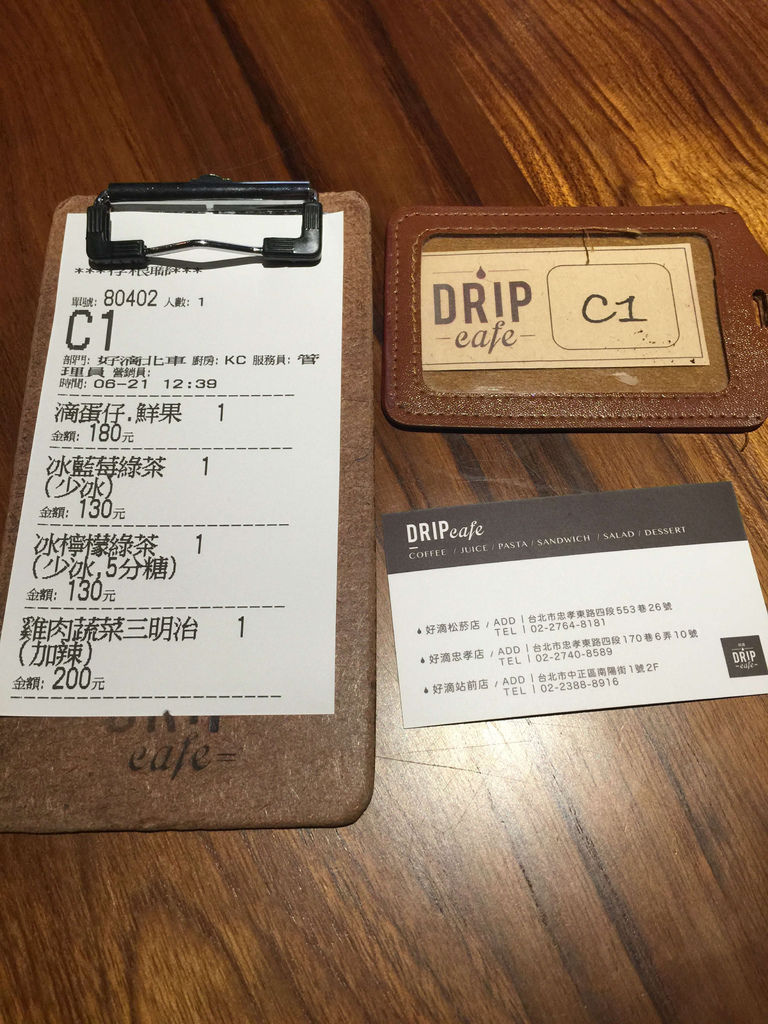 單號: 80402 人數: 1
C1
部門: 好滴北車 廚房: KC 服務員: 管
理員 營銷員:
時間: 06-21 12:39
滴蛋仔.鮮果 1
金額: 180元
冰藍莓綠茶 1
(少冰)
金額: 130元
冰檸檬綠茶 1
(少冰,5分糖)
金額: 130元
雞肉蔬菜三明治 1
(加辣)
金額: 200元
DRIP
cafe
DRIP
cafe
C1
DRIP cafe
COFFEE / JUICE / PASTA / SANDWICH / SALAD / DESSERT
好滴松菸店 / ADD | 台北市忠孝東路四段553巷26號
TEL | 02-2764-8181
好滴忠孝店 / ADD | 台北市忠孝東路四段170巷6弄10號
TEL | 02-2740-8589
好滴站前店 / ADD | 台北市中正區南陽街1號2F
TEL | 02-2388-8916
DRIP
cafe